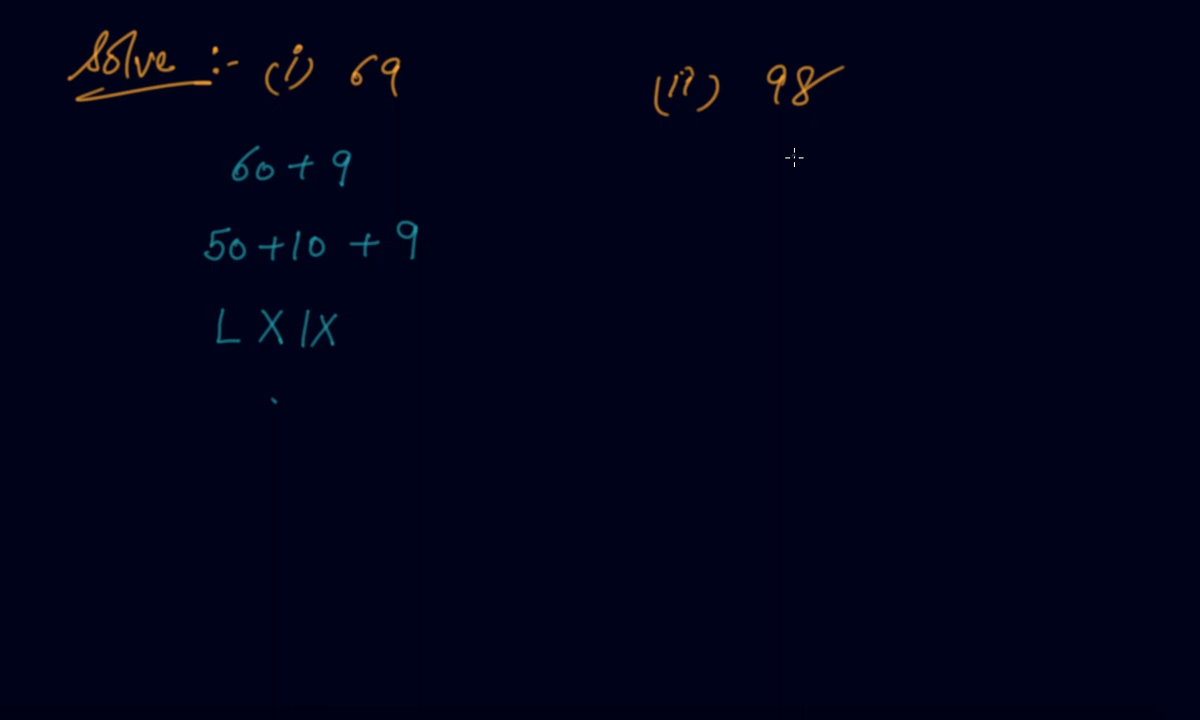 Solve :- (i) 69
(ii) 98
60 + 9
50 + 10 + 9
L X IX